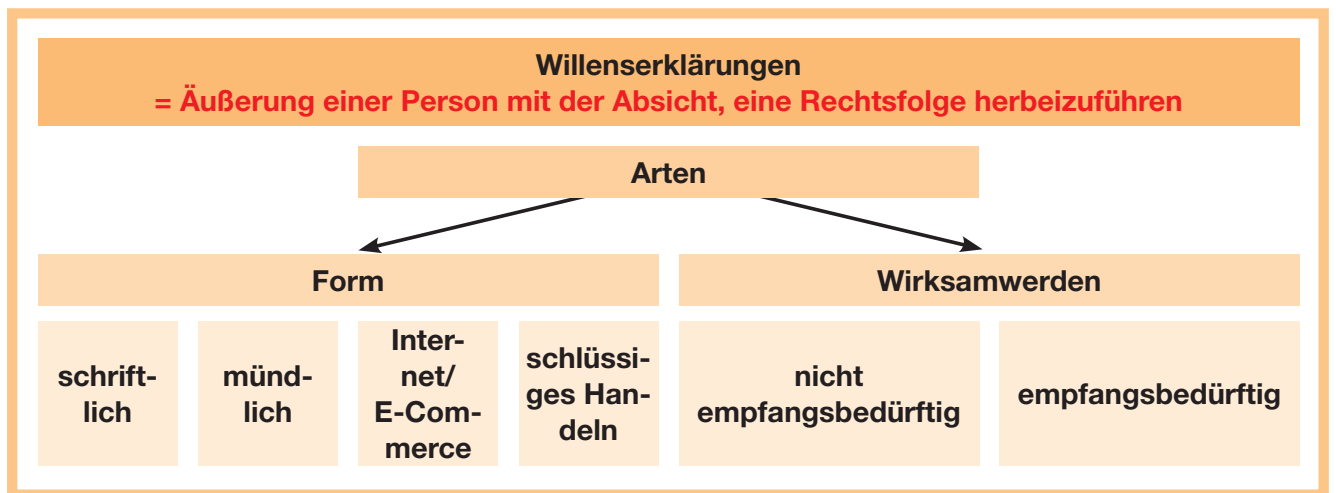 Willenserklärungen
= Äußerung einer Person mit der Absicht, eine Rechtsfolge herbeizuführen
Arten
Form
Wirksamwerden
schrift-
lich
münd-
lich
Inter-
net/
E-Com-
merce
schlüssi-
ges Han-
deln
nicht
empfangsbedürftig
empfangsbedürftig